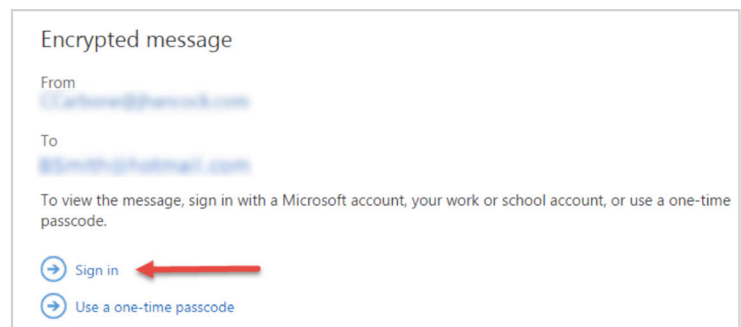 Encrypted message
From
To
To view the message, sign in with a Microsoft account, your work or school account, or use a one-time
passcode.
Sign in
Use a one-time passcode